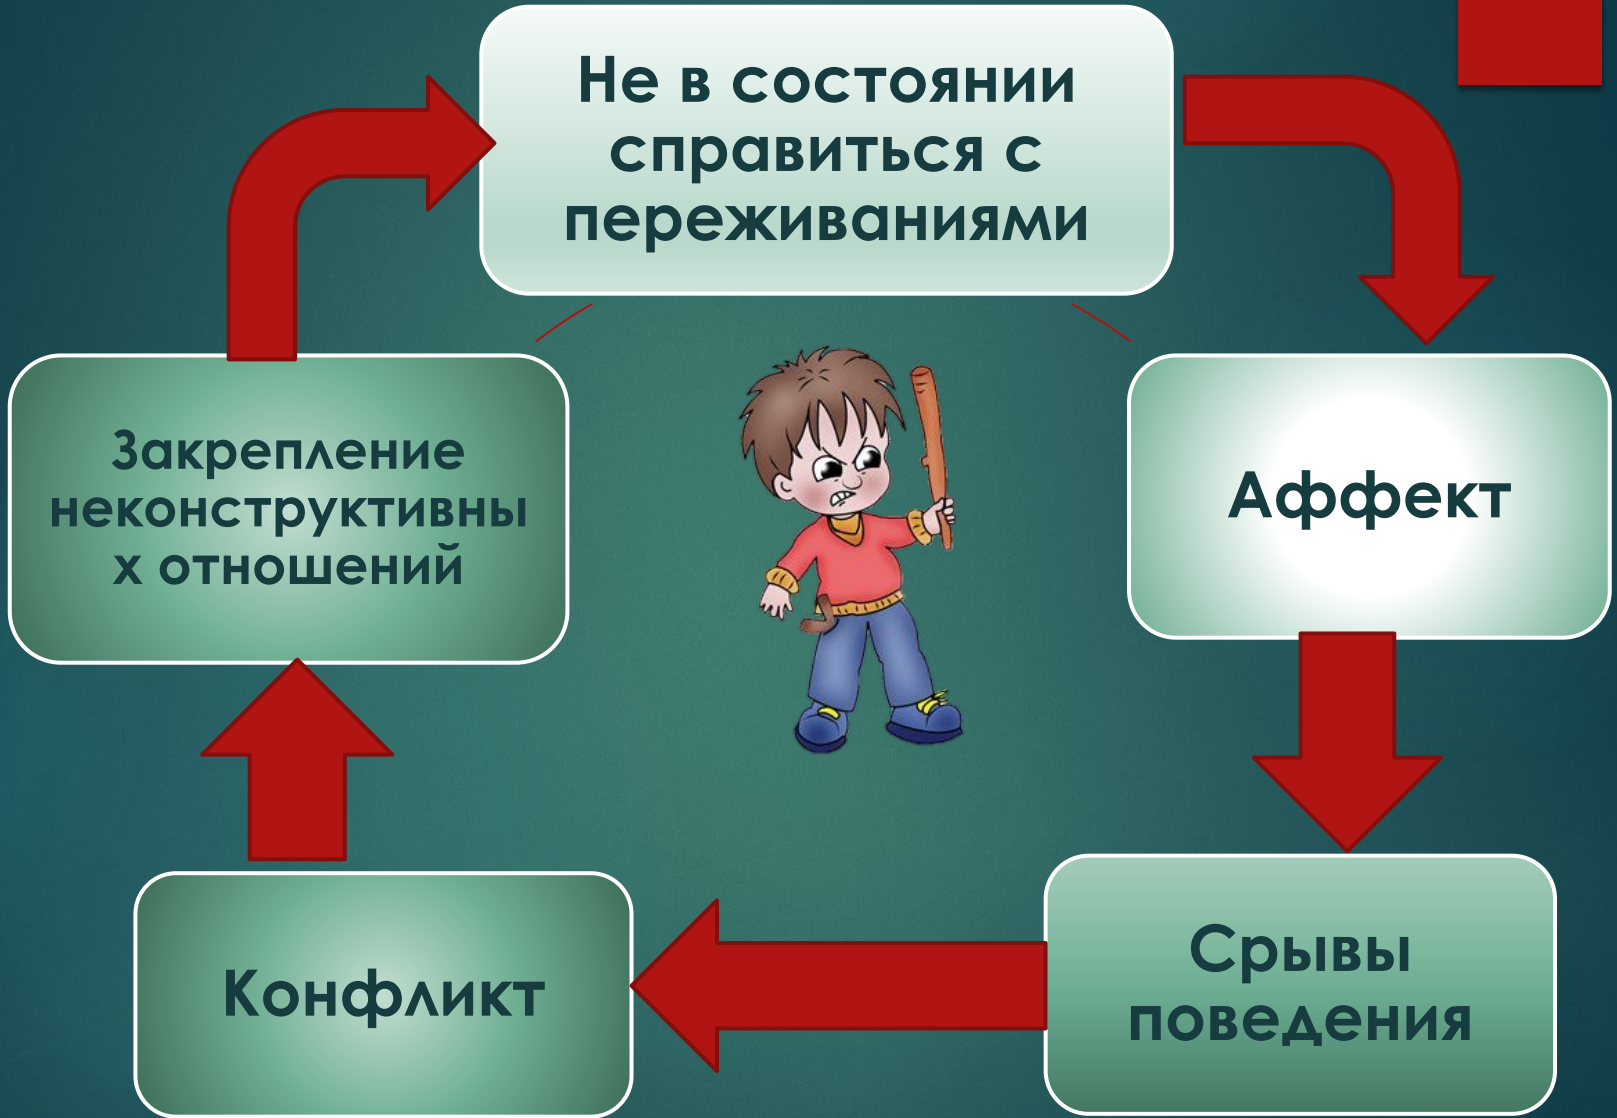 Не в состоянии
справиться с
переживаниями
Аффект
Срывы
поведения
Конфликт
Закрепление
неконструктивны
х отношений